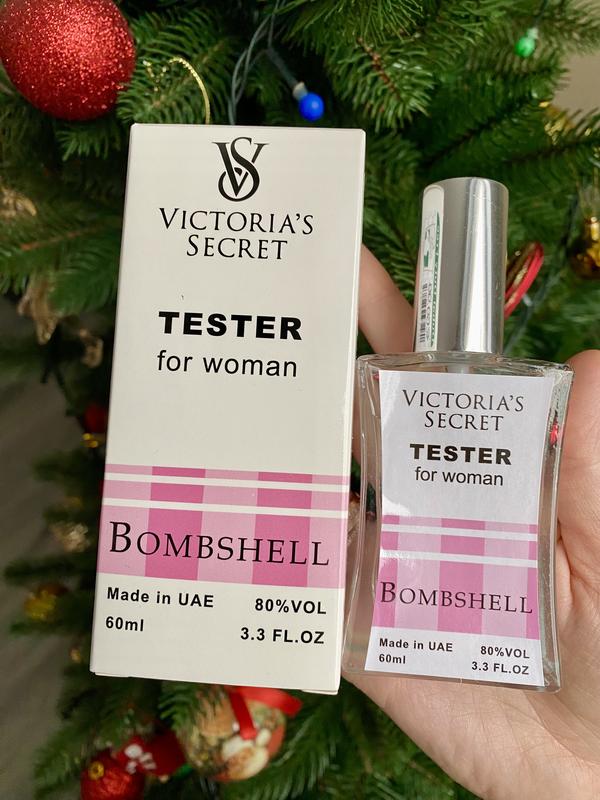 VS
VICTORIA'S
SECRET
TESTER
for woman
BOMBSHELL
Made in UAE 80%VOL
60ml 3.3 FL.OZ
VICTORIA'S
SECRET
TESTER
for woman
BOMBSHELL
Made in UAE 80%VOL
60ml 3.3 FL.OZ